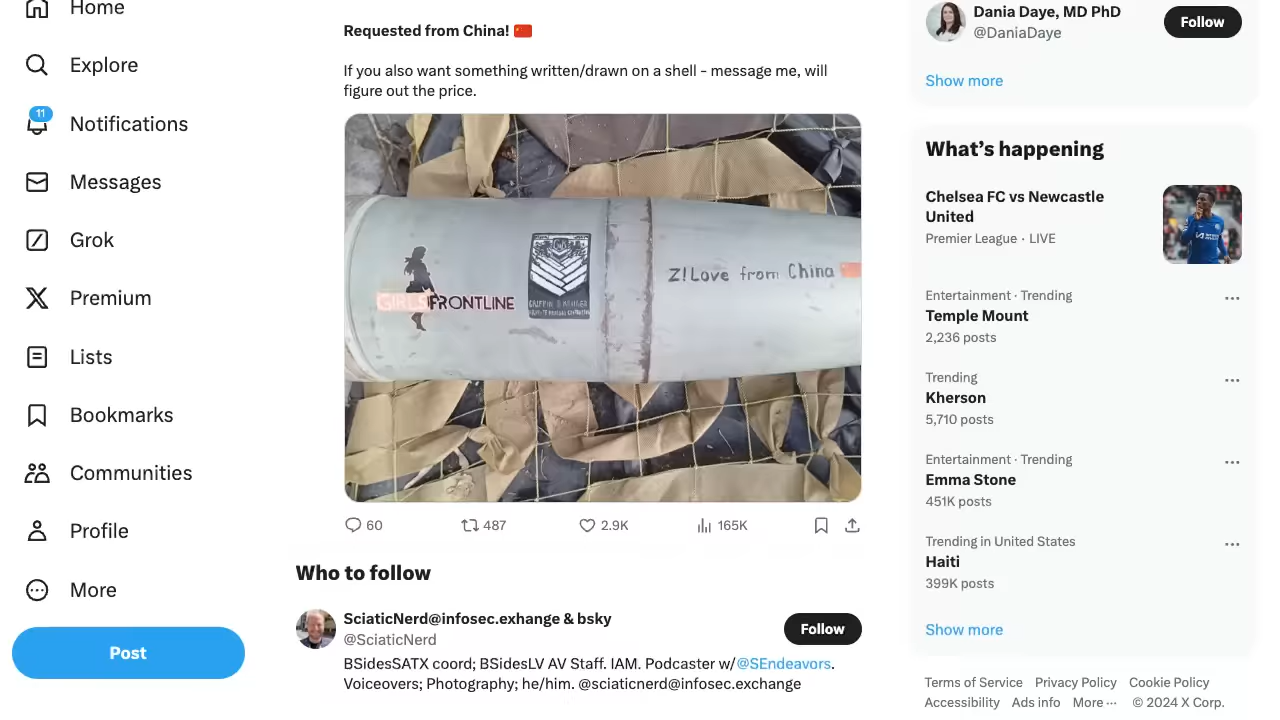 Home
Explore
11
Notifications
Messages
Grok
Premium
Lists
Bookmarks
Communities
Profile
More
Post
Requested from China! 🇨🇳
If you also want something written/drawn on a shell - message me, will
figure out the price.
GIRLS FRONTLINE
Z!Love from China
60
487
2.9K
165K
Who to follow
SciaticNerd@infosec.exhange & bsky
@SciaticNerd
Follow
BSidesSATX coord; BSidesLV AV Staff. IAM. Podcaster w/@SEndeavors.
Voiceovers; Photography; he/him. @sciaticnerd@infosec.exchange
Dania Daye, MD PhD
@DaniaDaye
Follow
Show more
What’s happening
Chelsea FC vs Newcastle
United
Premier League · LIVE
Entertainment · Trending
Temple Mount
2,236 posts
Trending
Kherson
5,710 posts
Entertainment · Trending
Emma Stone
451K posts
Trending in United States
Haiti
399K posts
Show more
Terms of Service Privacy Policy Cookie Policy
Accessibility Ads info More ··· © 2024 X Corp.